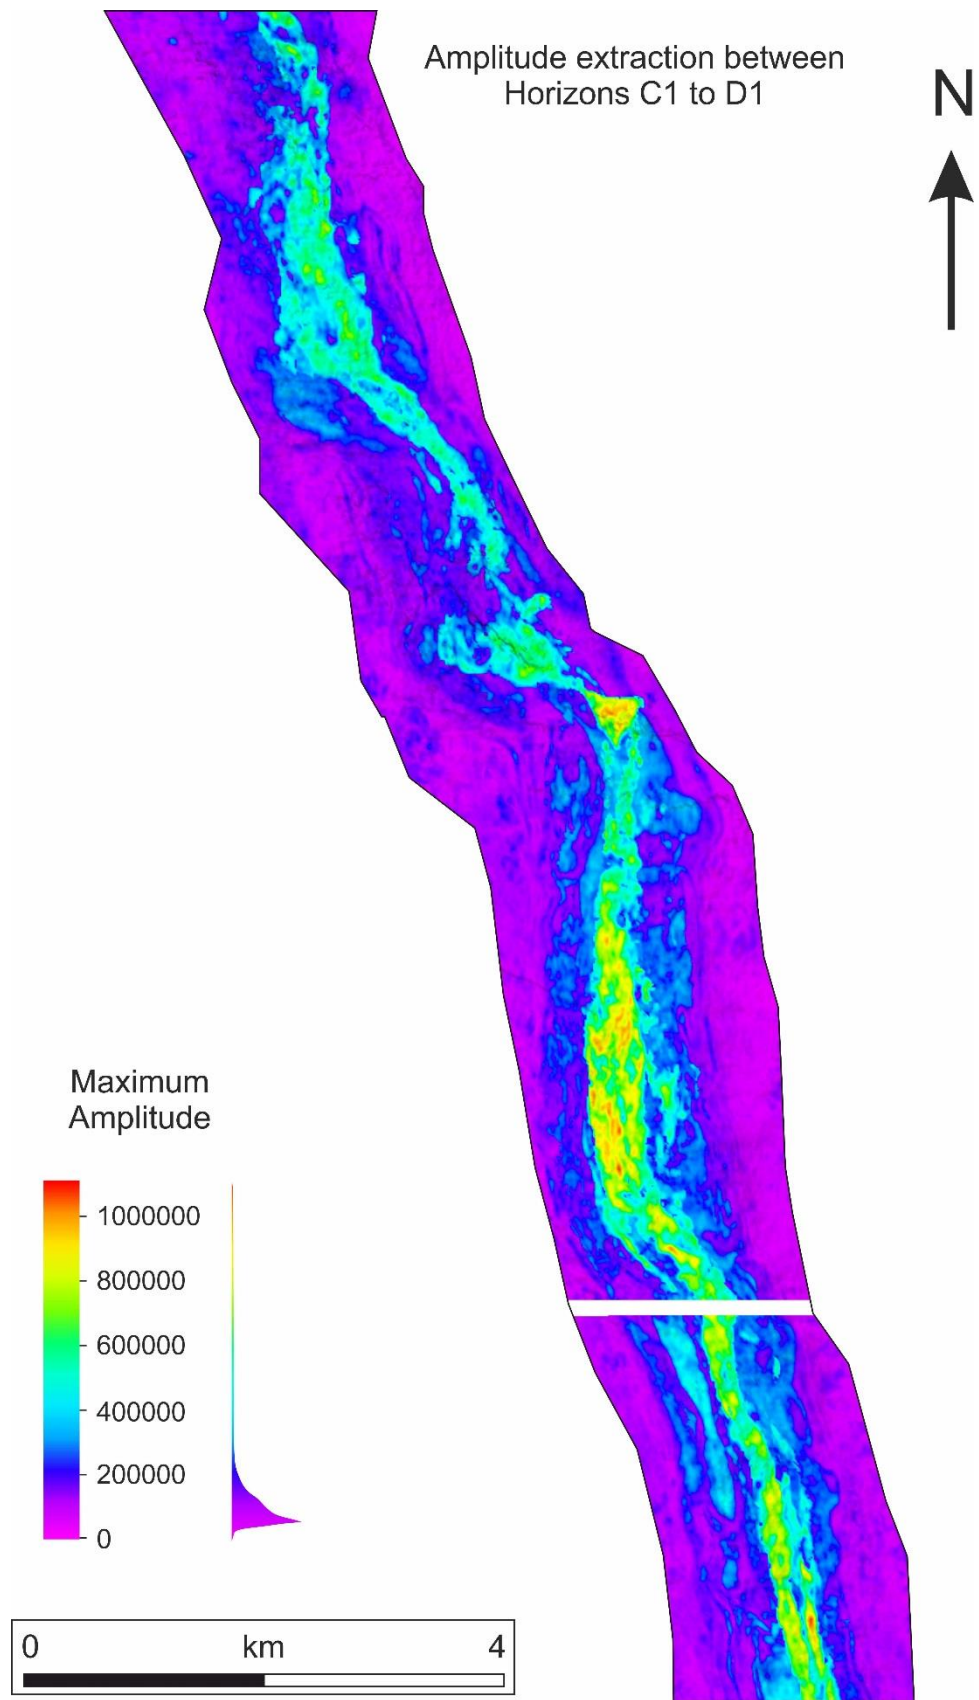 Amplitude extraction between
Horizons C1 to D1
N
Maximum
Amplitude
1000000
800000
600000
400000
200000
0
0 km 4